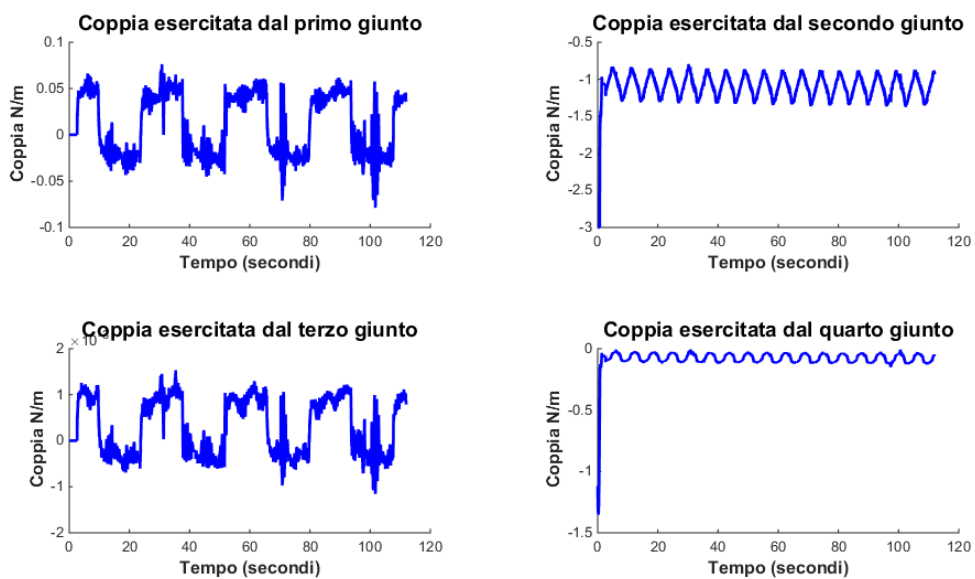 Coppia esercitata dal primo giunto
Coppia N/m
0.1
0.05
0
-0.05
-0.1
0 20 40 60 80 100 120
Tempo (secondi)
Coppia esercitata dal secondo giunto
Coppia N/m
-0.5
-1
-1.5
-2
-2.5
-3
0 20 40 60 80 100 120
Tempo (secondi)
Coppia esercitata dal terzo giunto
Coppia N/m
2
1
0
-1
-2
0 20 40 60 80 100 120
Tempo (secondi)
Coppia esercitata dal quarto giunto
Coppia N/m
0
-0.5
-1
-1.5
0 20 40 60 80 100 120
Tempo (secondi)